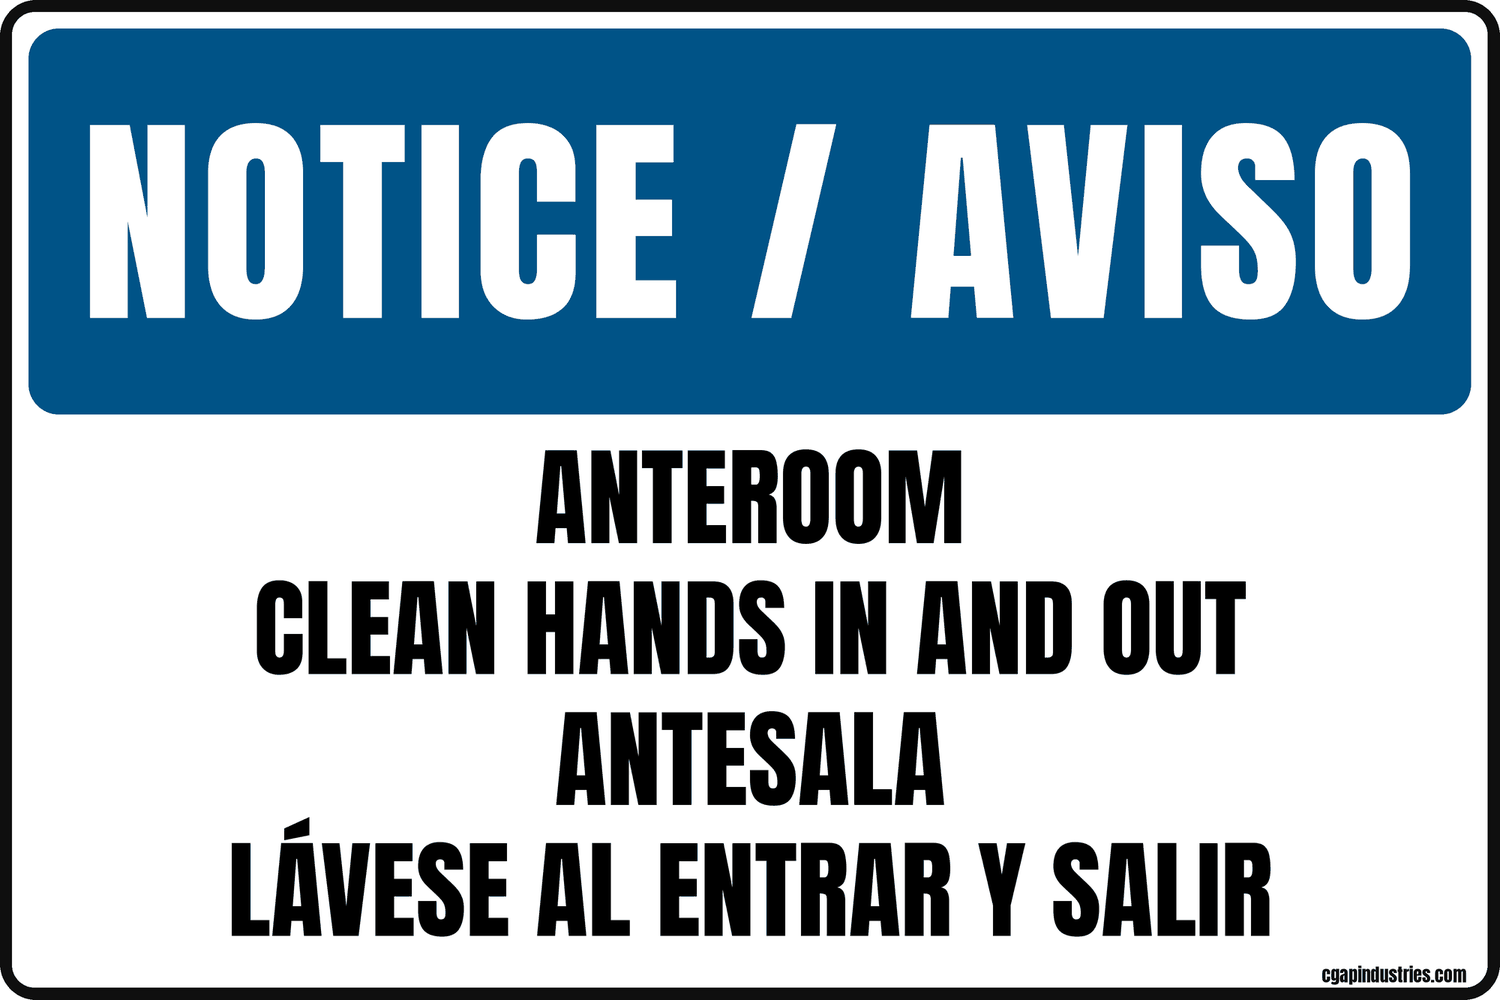 NOTICE / AVISO
ANTEROOM
CLEAN HANDS IN AND OUT
ANTESALA
LÁVESE AL ENTRAR Y SALIR
cgapindustries.com